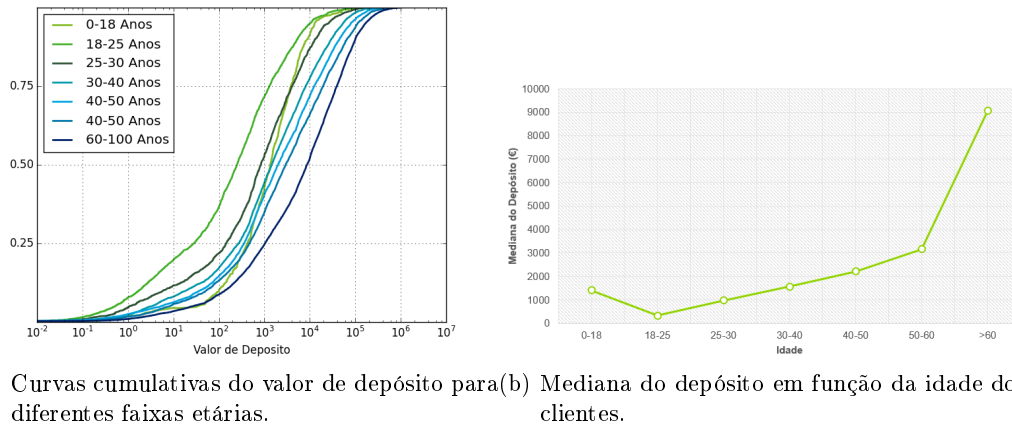 0-18 Anos
18-25 Anos
25-30 Anos
30-40 Anos
40-50 Anos
40-50 Anos
60-100 Anos
0.75
0.50
0.25
10^-2 10^-1 10^0 10^1 10^2 10^3 10^4 10^5 10^6 10^7
Valor de Deposito
10000
9000
8000
7000
6000
5000
4000
3000
2000
1000
0
Mediana do Depósito (€)
0-18 18-25 25-30 30-40 40-50 50-60 >60
Idade
Curvas cumulativas do valor de depósito para
diferentes faixas etárias.
(b) Mediana do depósito em função da idade do
clientes.